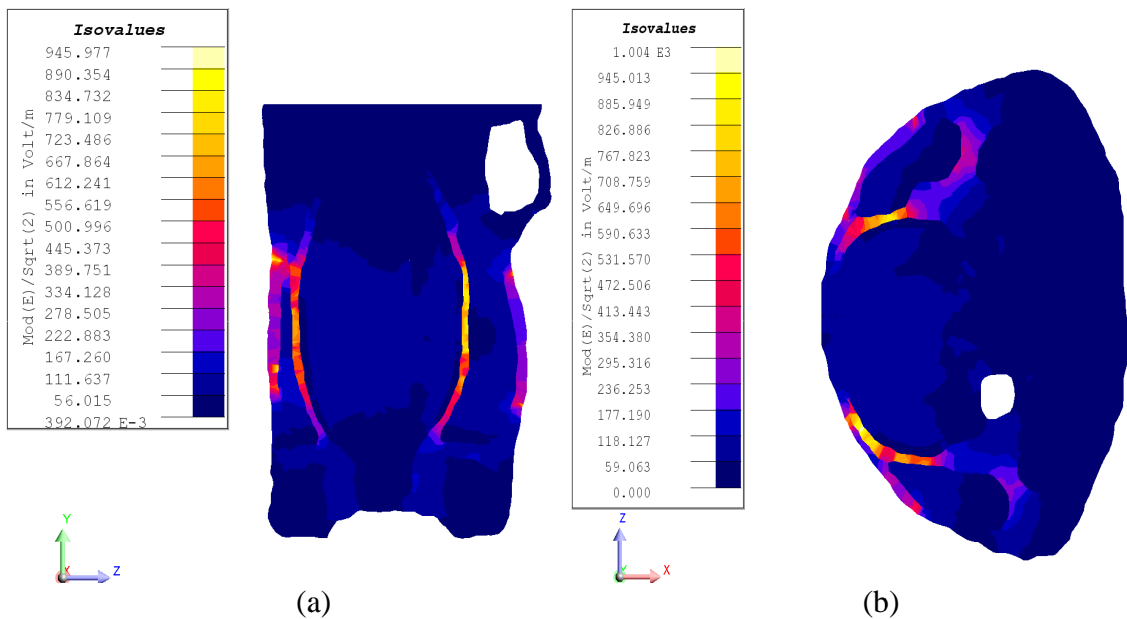 Isovalues
945.977
890.354
834.732
779.109
723.486
667.864
612.241
556.619
500.996
445.373
389.751
334.128
278.505
222.883
167.260
111.637
56.015
392.072 E-3
Mod(E)/Sqrt(2) in Volt/m
Y
X
Z
(a)
Isovalues
1.004 E3
945.013
885.949
826.886
767.823
708.759
649.696
590.633
531.570
472.506
413.443
354.380
295.316
236.253
177.190
118.127
59.063
0.000
Mod(E)/Sqrt(2) in Volt/m
Z
Y
X
(b)